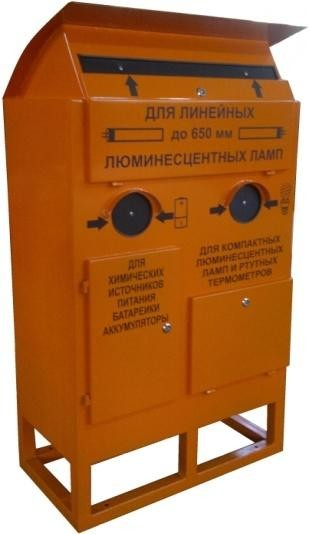 ДЛЯ ЛИНЕЙНЫХ
до 650 мм
ЛЮМИНЕСЦЕНТНЫХ ЛАМП
ДЛЯ
ХИМИЧЕСКИХ
ИСТОЧНИКОВ
ПИТАНИЯ
БАТАРЕЙКИ
АККУМУЛЯТОРЫ
ДЛЯ КОМПАКТНЫХ
ЛЮМИНЕСЦЕНТНЫХ
ЛАМП И РТУТНЫХ
ТЕРМОМЕТРОВ